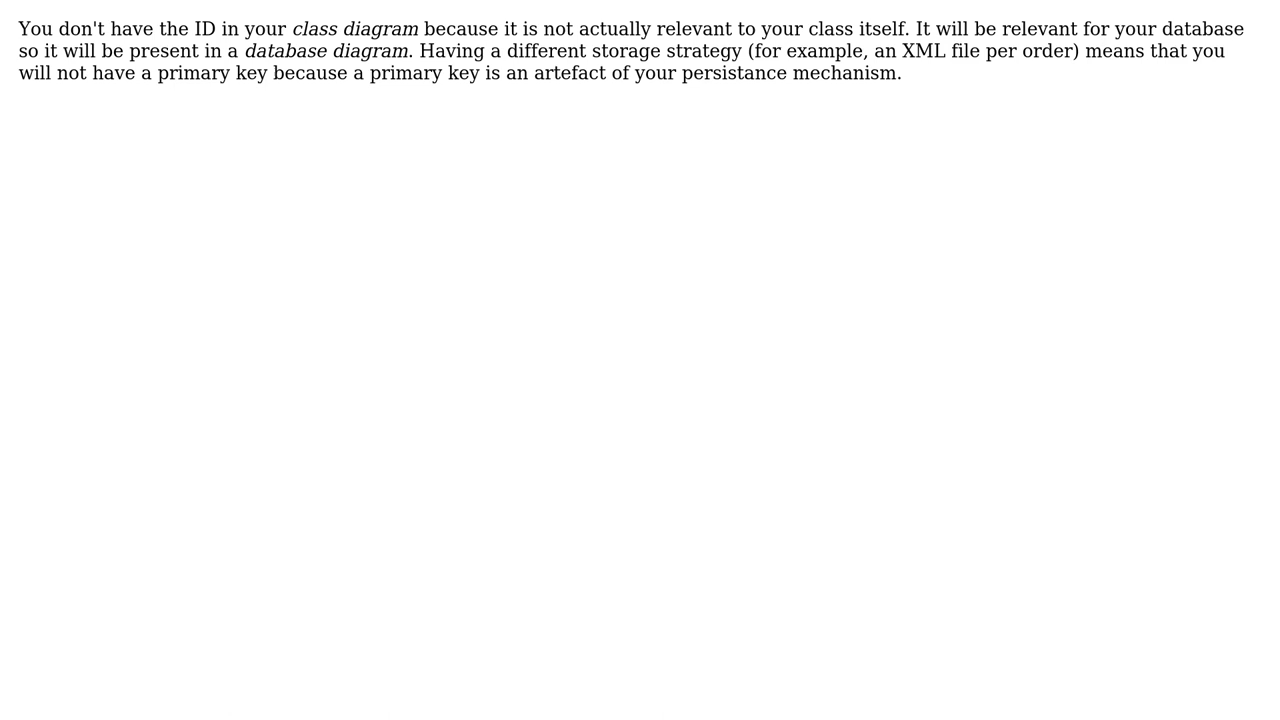 You don't have the ID in your class diagram because it is not actually relevant to your class itself. It will be relevant for your database
so it will be present in a database diagram. Having a different storage strategy (for example, an XML file per order) means that you
will not have a primary key because a primary key is an artefact of your persistance mechanism.